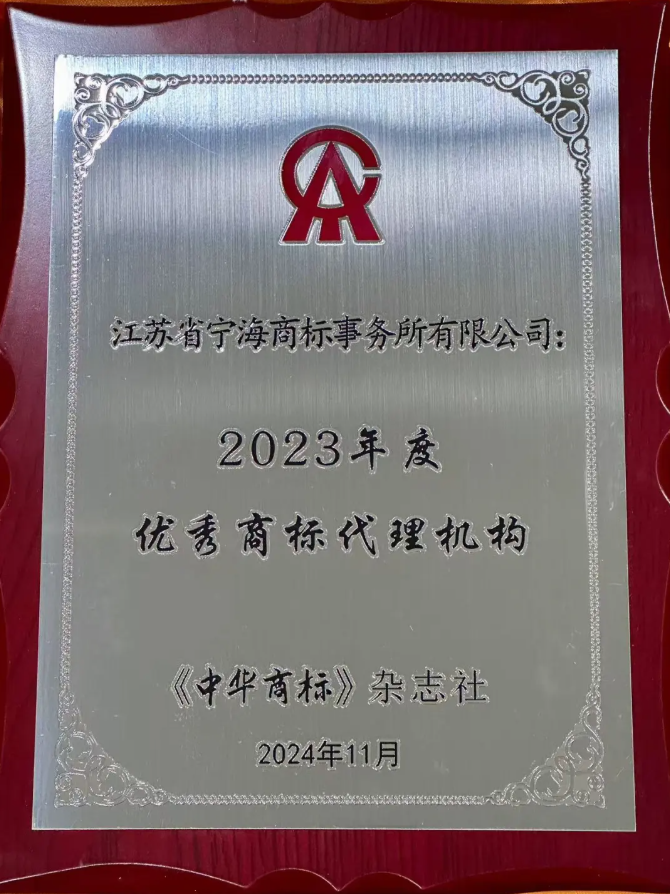 江苏省宁海商标事务所有限公司：
2023年度
优秀商标代理机构
《中华商标》杂志社
2024年11月